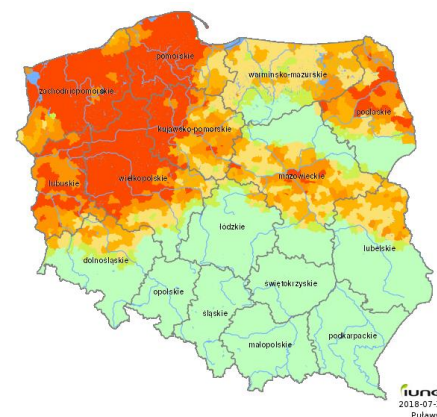 pomorskie
warmińsko-mazurskie
zachodniopomorskie
podlaskie
kujawsko-pomorskie
mazowieckie
lubuskie
wielkopolskie
łódzkie
lubelskie
dolnośląskie
opolskie
świętokrzyskie
śląskie
małopolskie
podkarpackie
iung
2018-07-
Puławy